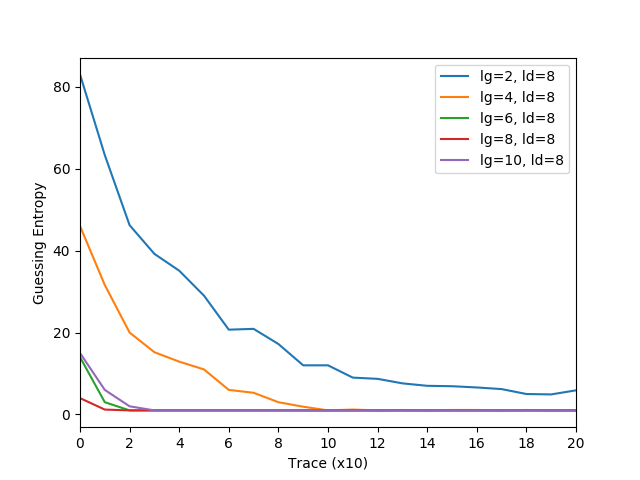 80
60
40
20
0
Guessing Entropy
0 2 4 6 8 10 12 14 16 18 20
Trace (x10)
lg=2, ld=8
lg=4, ld=8
lg=6, ld=8
lg=8, ld=8
lg=10, ld=8